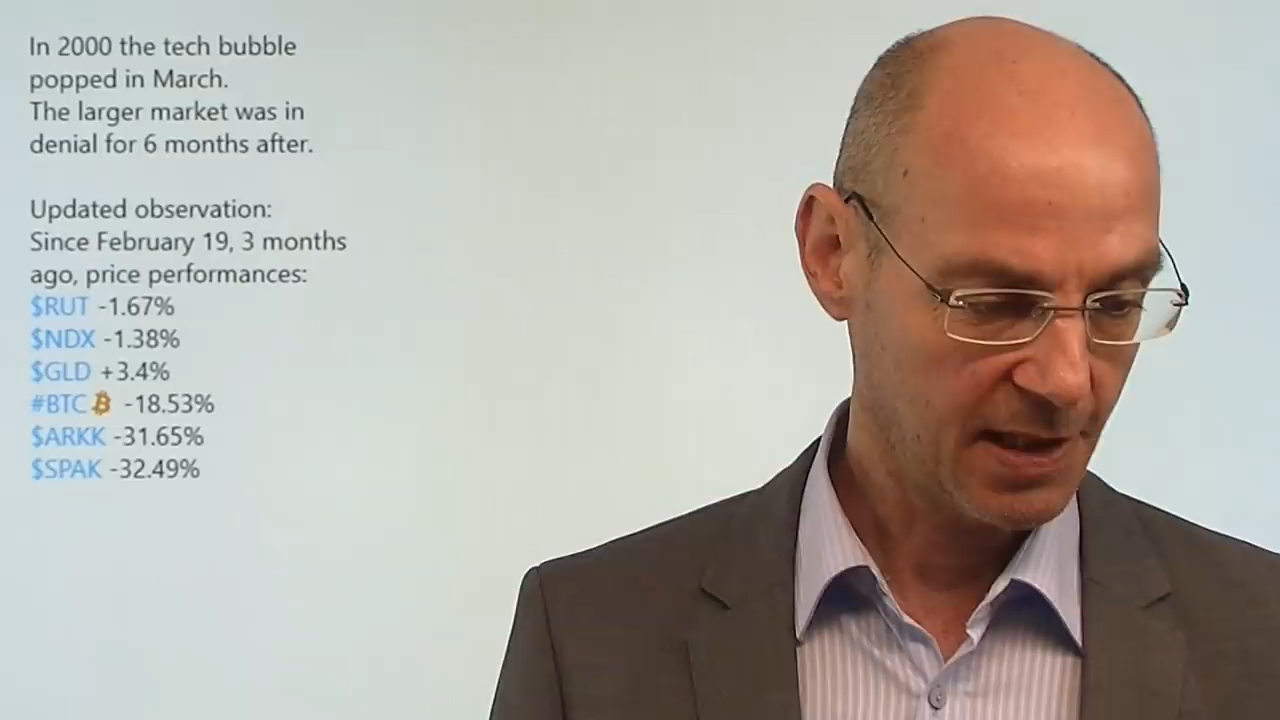 In 2000 the tech bubble
popped in March.
The larger market was in
denial for 6 months after.
Updated observation:
Since February 19, 3 months
ago, price performances:
$RUT -1.67%
$NDX -1.38%
$GLD +3.4%
#BTC₿ -18.53%
$ARKK -31.65%
$SPAK -32.49%